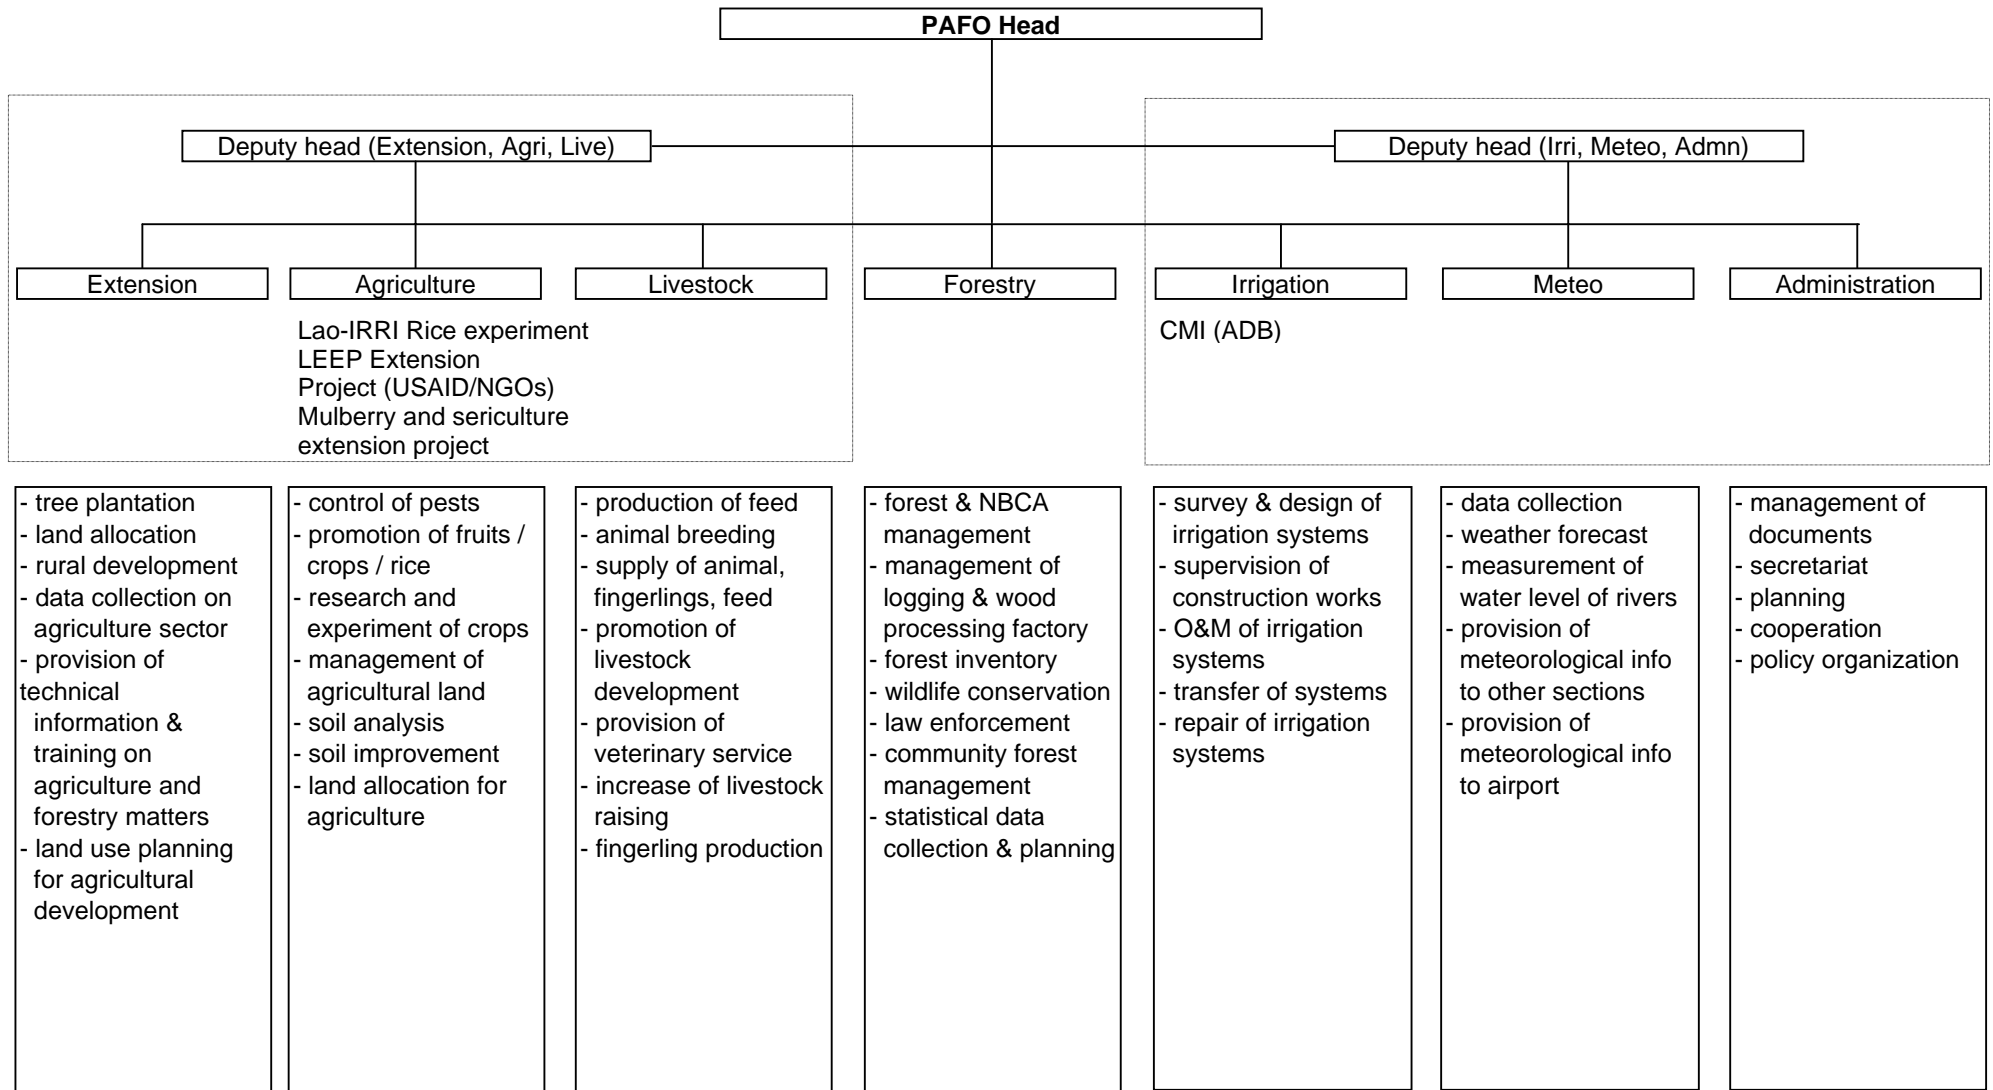 PAFO Head
Deputy head (Extension, Agri, Live)
Deputy head (Irri, Meteo, Admn)
Extension
Agriculture
Livestock
Forestry
Irrigation
Meteo
Administration
Lao-IRRI Rice experiment
LEEP Extension
Project (USAID/NGOs)
Mulberry and sericulture
extension project
CMI (ADB)
- tree plantation
- land allocation
- rural development
- data collection on
agriculture sector
- provision of
technical
information &
training on
agriculture and
forestry matters
- land use planning
for agricultural
development
- control of pests
- promotion of fruits /
crops / rice
- research and
experiment of crops
- management of
agricultural land
- soil analysis
- soil improvement
- land allocation for
agriculture
- production of feed
- animal breeding
- supply of animal,
fingerlings, feed
- promotion of
livestock
development
- provision of
veterinary service
- increase of livestock
raising
- fingerling production
- forest & NBCA
management
- management of
logging & wood
processing factory
- forest inventory
- wildlife conservation
- law enforcement
- community forest
management
- statistical data
collection & planning
- survey & design of
irrigation systems
- supervision of
construction works
- O&M of irrigation
systems
- transfer of systems
- repair of irrigation
systems
- data collection
- weather forecast
- measurement of
water level of rivers
- provision of
meteorological info
to other sections
- provision of
meteorological info
to airport
- management of
documents
- secretariat
- planning
- cooperation
- policy organization